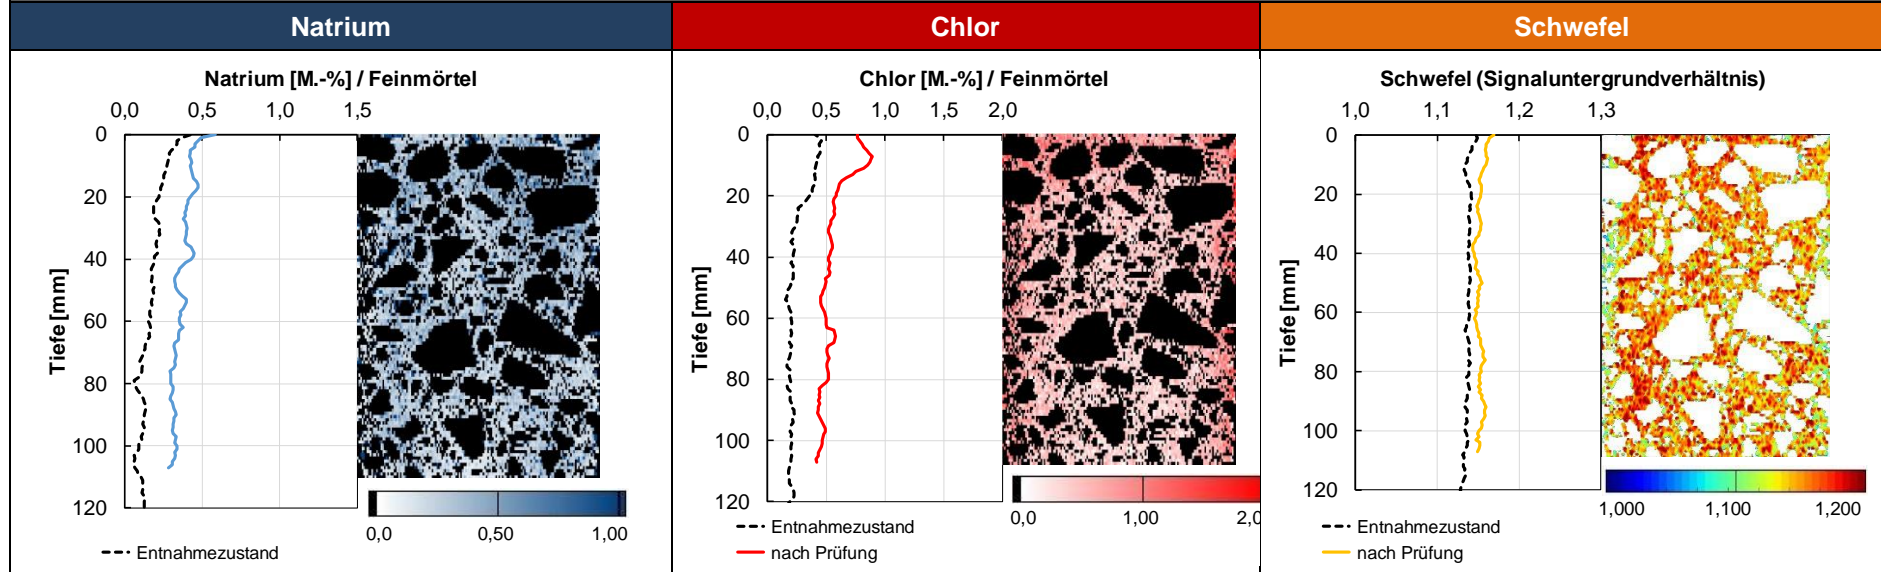 Natrium
Natrium [M.-%] / Feinmörtel
0,0 0,5 1,0 1,5
0
20
40
60
80
100
120
Tiefe [mm]
0,0 0,50 1,00
Entnahmezustand
Chlor
Chlor [M.-%] / Feinmörtel
0,0 0,5 1,0 1,5 2,0
0
20
40
60
80
100
120
Tiefe [mm]
0,0 1,00 2,0
Entnahmezustand
nach Prüfung
Schwefel
Schwefel (Signaluntergrundverhältnis)
1,0 1,1 1,2 1,3
0
20
40
60
80
100
120
Tiefe [mm]
1,000 1,100 1,200
Entnahmezustand
nach Prüfung